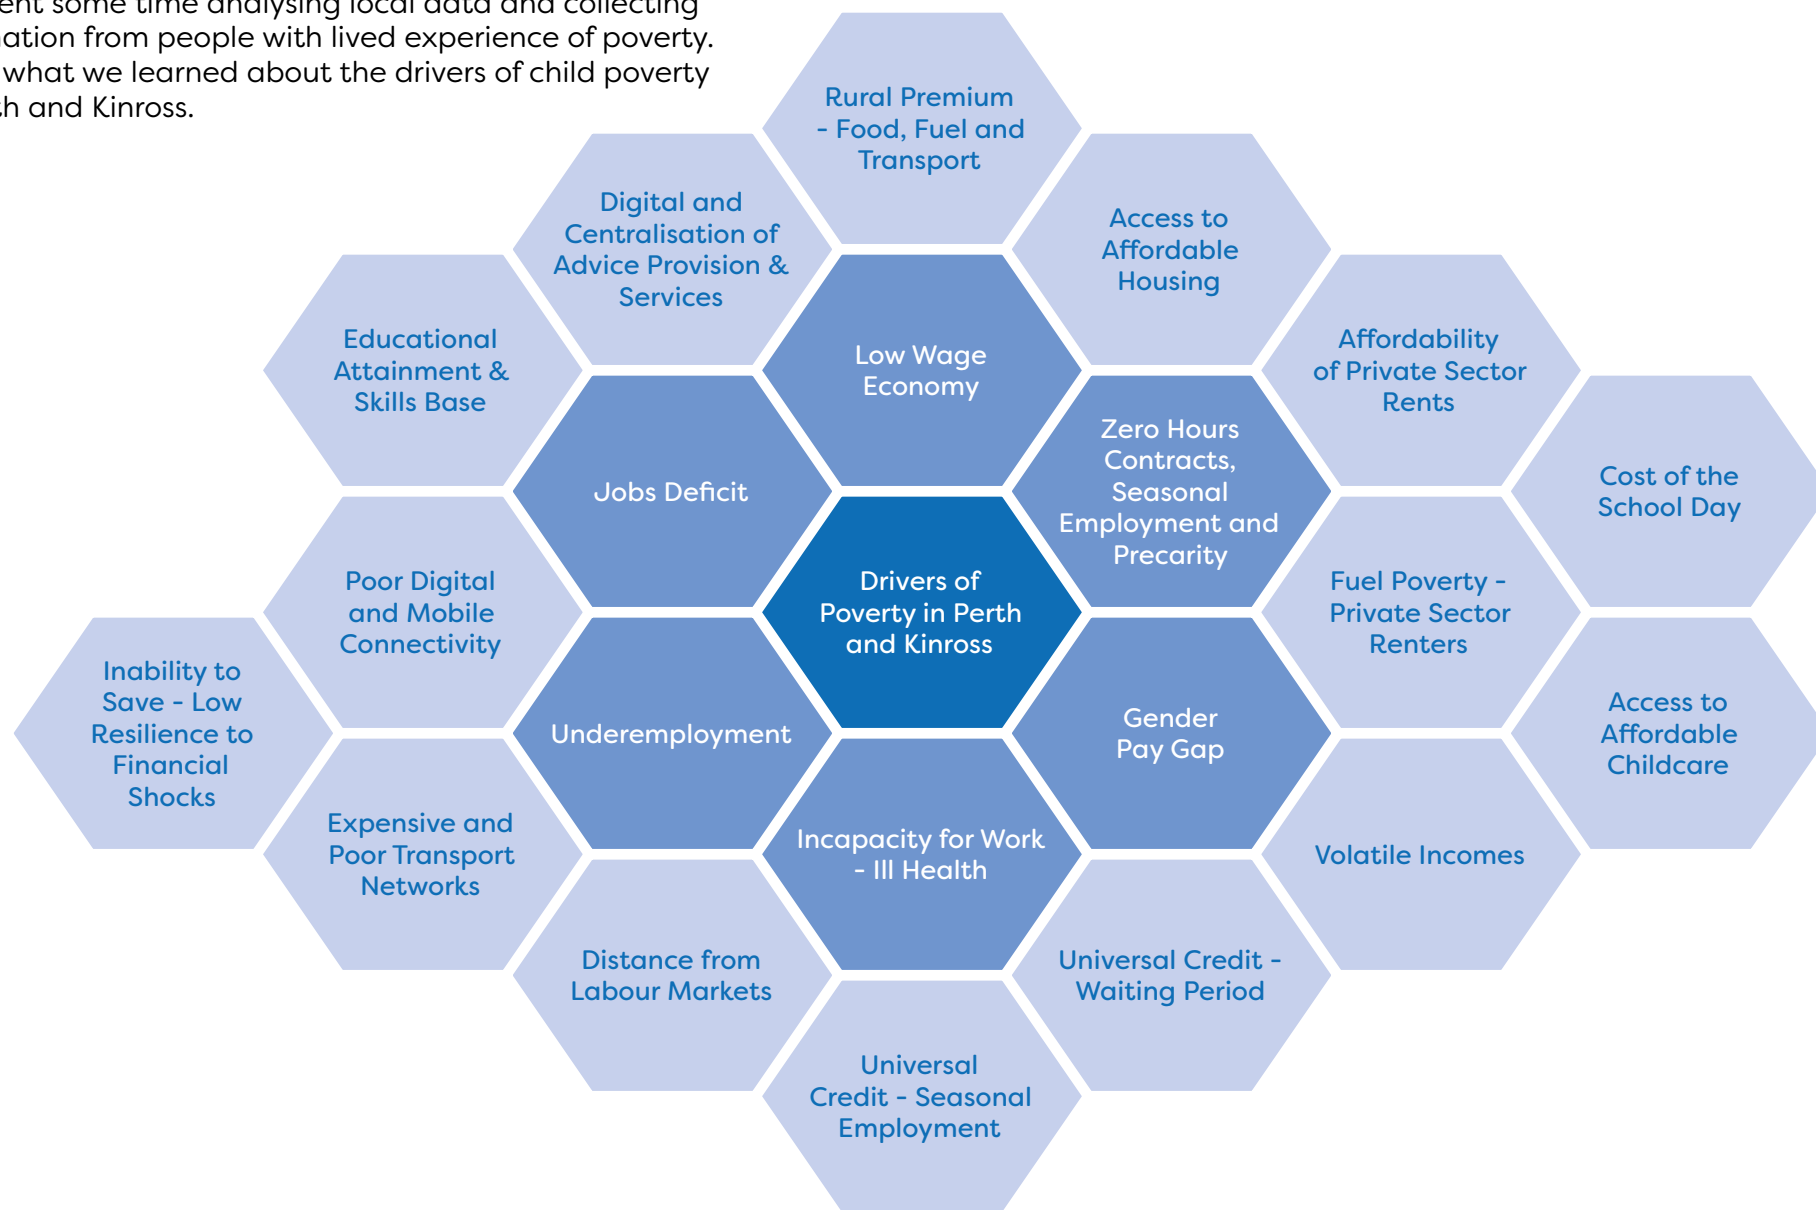 some time analysing local data and collecting
from people with lived experience of poverty.
what we learned about the drivers of child poverty
and Kinross.
Rural Premium
- Food, Fuel and
Transport
Digital and
Centralisation of
Advice Provision &
Services
Access to
Affordable
Housing
Educational
Attainment &
Skills Base
Low Wage
Economy
Affordability
of Private Sector
Rents
Jobs Deficit
Zero Hours
Contracts,
Seasonal
Employment and
Precarity
Cost of the
School Day
Poor Digital
and Mobile
Connectivity
Drivers of
Poverty in Perth
and Kinross
Fuel Poverty -
Private Sector
Renters
Inability to
Save - Low
Resilience to
Financial
Shocks
Underemployment
Gender
Pay Gap
Access to
Affordable
Childcare
Expensive and
Poor Transport
Networks
Incapacity for Work
- Ill Health
Volatile Incomes
Distance from
Labour Markets
Universal Credit -
Waiting Period
Universal
Credit - Seasonal
Employment